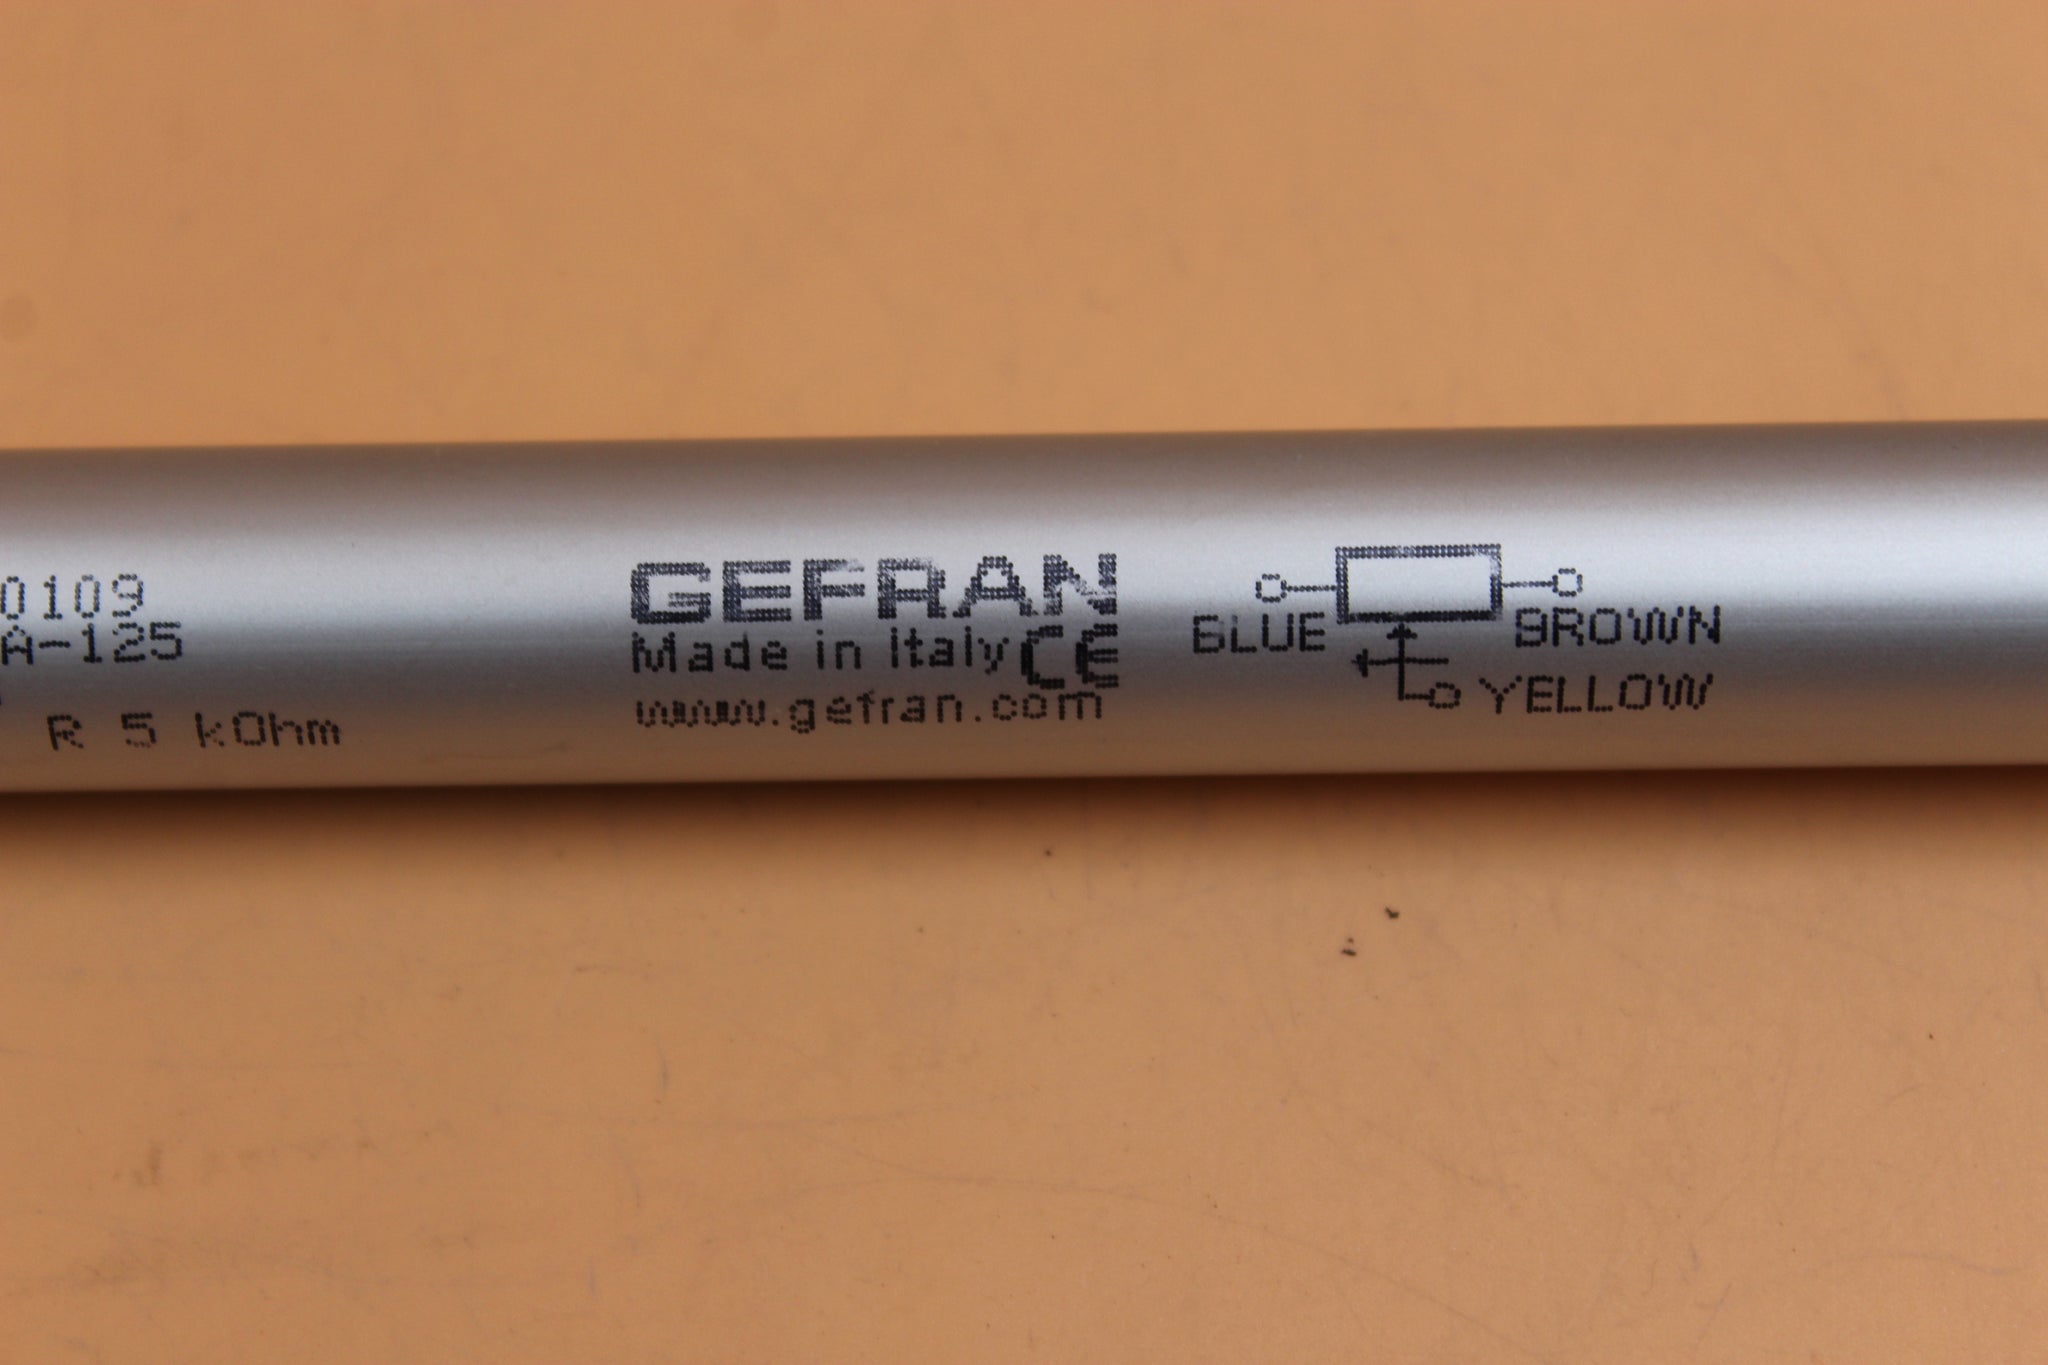 0109
A-125
R 5 kOhm
GEFRAN
Made in Italy CE
www.gefran.com
BLUE
BROWN
YELLOW